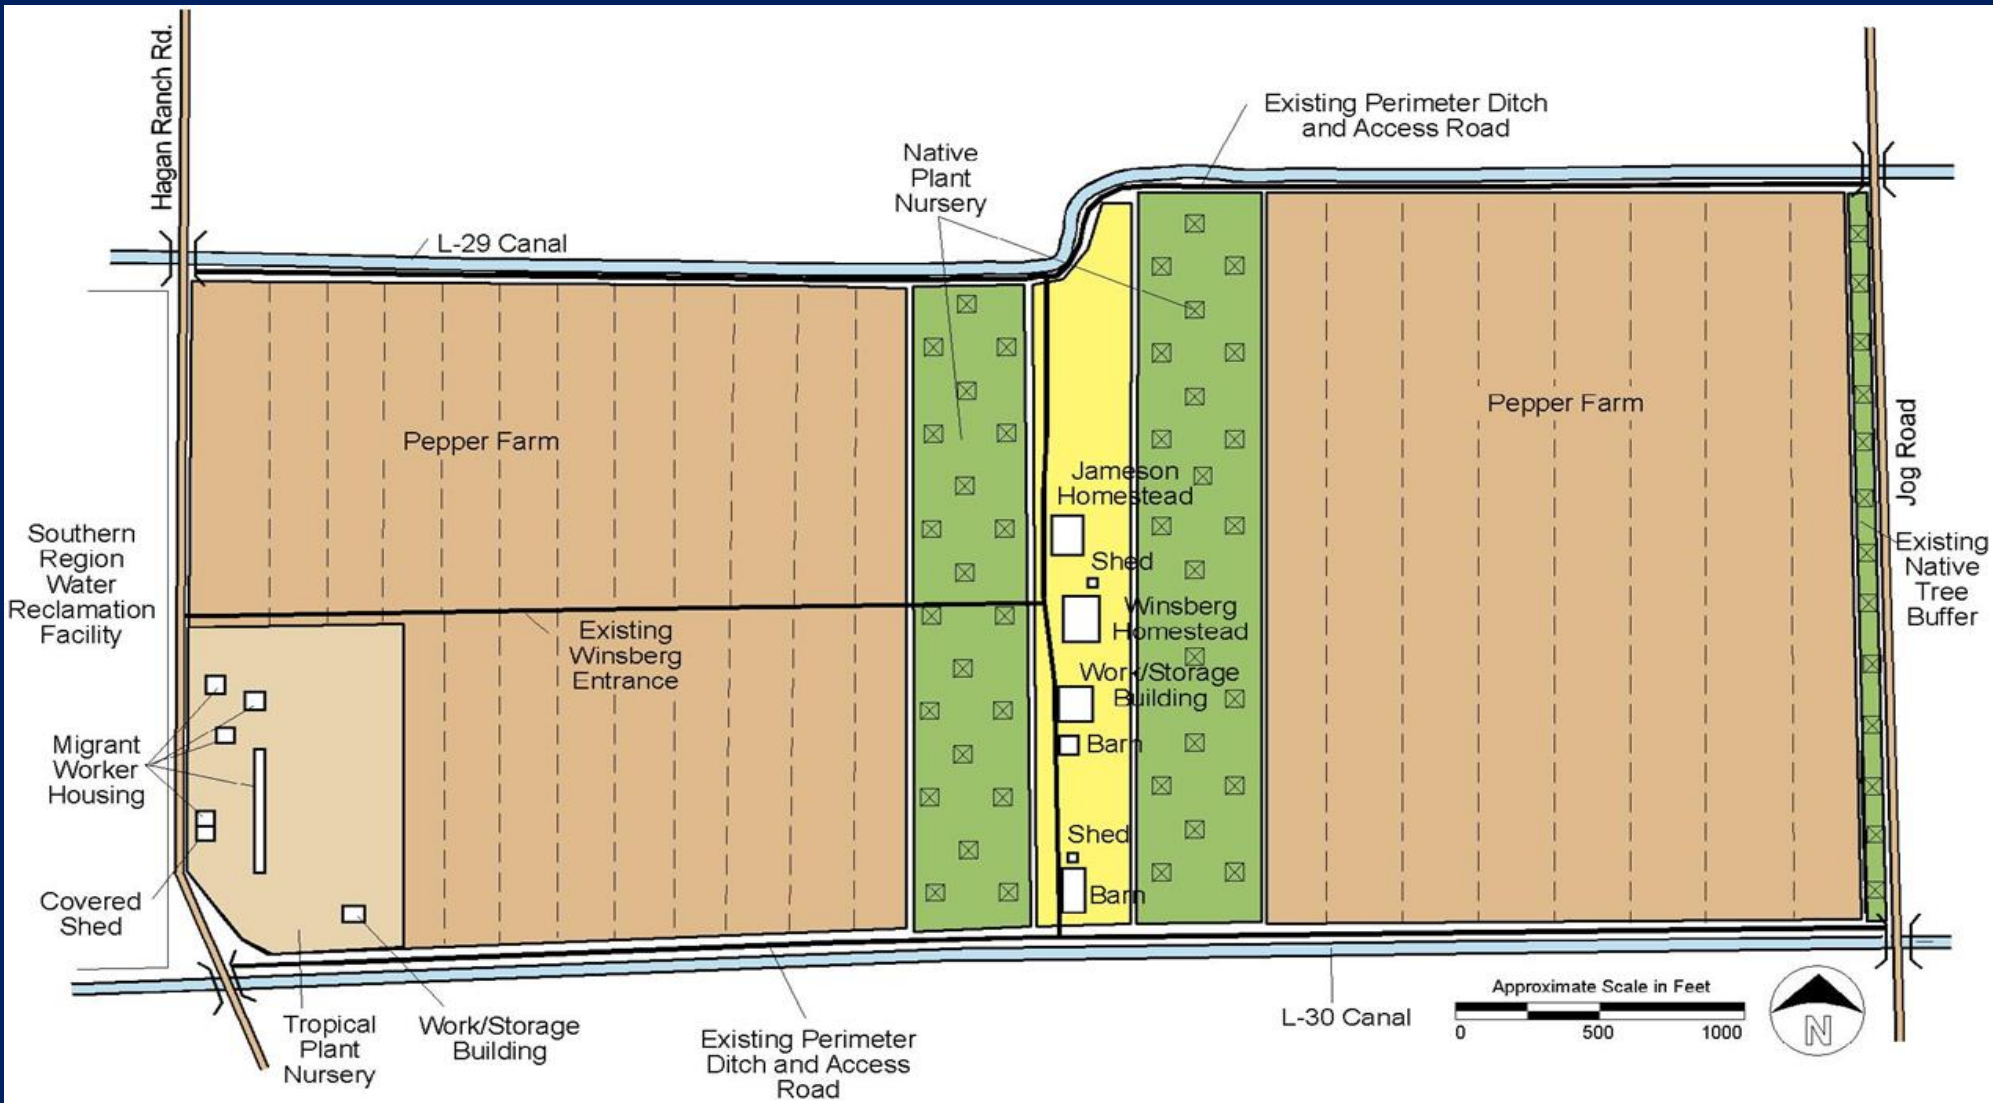 Hagan Ranch Rd.
Existing Perimeter Ditch
and Access Road
Native
Plant
Nursery
L-29 Canal
Pepper Farm
Pepper Farm
Jog Road
Jameson
Homestead
Shed
Winsberg
Homestead
Work/Storage
Building
Barn
Shed
Barn
Southern
Region
Water
Reclamation
Facility
Existing
Winsberg
Entrance
Existing
Native
Tree
Buffer
Migrant
Worker
Housing
Covered
Shed
Tropical
Plant
Nursery
Work/Storage
Building
Existing Perimeter
Ditch and Access
Road
L-30 Canal
Approximate Scale in Feet
0 500 1000
N